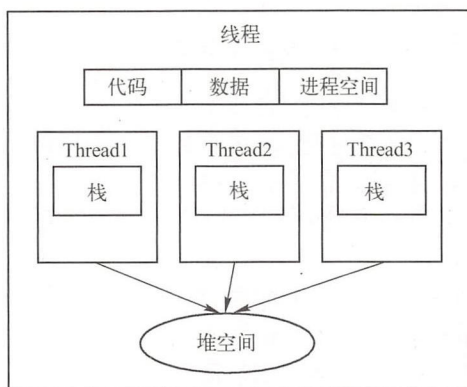 线程
代码 数据 进程空间
Thread1 Thread2 Thread3
栈 栈 栈
堆空间